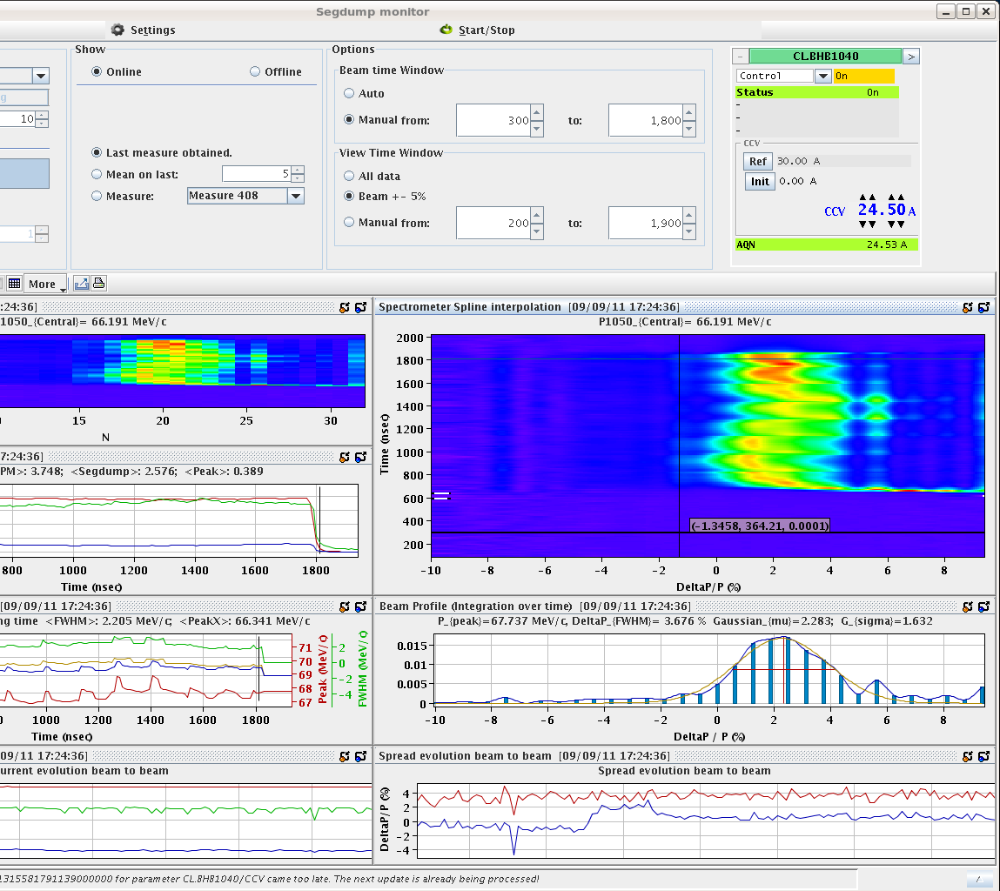 Segdump monitor
Settings
Start/Stop
Show
Online
Offline
Last measure obtained.
Mean on last:
5
Measure:
Measure 408
g
10
1
Options
Beam time Window
Auto
Manual from:
300
to:
1,800
View Time Window
All data
Beam +- 5%
Manual from:
200
to:
1,900
-
CL.BHB1040
>
Control
On
Status
On
-
-
-
CCV
Ref
30.00 A
Init
0.00 A
CCV 24.50 A
AQN
24.53 A
More
:24:36]
1050_{Central}= 66.191 MeV/c
15
20
25
30
N
Spectrometer Spline interpolation [09/09/11 17:24:36]
P1050_{Central}= 66.191 MeV/c
2000
1800
1600
1400
1200
1000
800
600
400
200
Time (nsec)
(-1.3458, 364.21, 0.0001)
-10
-8
-6
-4
-2
0
2
4
6
8
DeltaP/P (%)
7:24:36]
PM>: 3.748; <Segdump>: 2.576; <Peak>: 0.389
800
1000
1200
1400
1600
1800
Time (nsec)
[09/09/11 17:24:36]
ng time <FWHM>: 2.205 MeV/c; <PeakX>: 66.341 MeV/c
71
70
69
68
67
Peak (MeV/c)
2
0
-2
-4
FWHM (MeV/c)
0
1000
1200
1400
1600
1800
Time (nsec)
Beam Profile (Integration over time) [09/09/11 17:24:36]
P_{peak}=67.737 MeV/c, DeltaP_{FWHM}= 3.676 % Gaussian_{mu}=2.283; G_{sigma}=1.632
0.015
0.01
0.005
0
-10
-8
-6
-4
-2
0
2
4
6
8
DeltaP / P (%)
09/11 17:24:36]
urrent evolution beam to beam
Spread evolution beam to beam [09/09/11 17:24:36]
Spread evolution beam to beam
DeltaP/P (%)
4
2
0
-2
-4
1315581791139000000 for parameter CL.BHB1040/CCV came too late. The next update is already being processed!